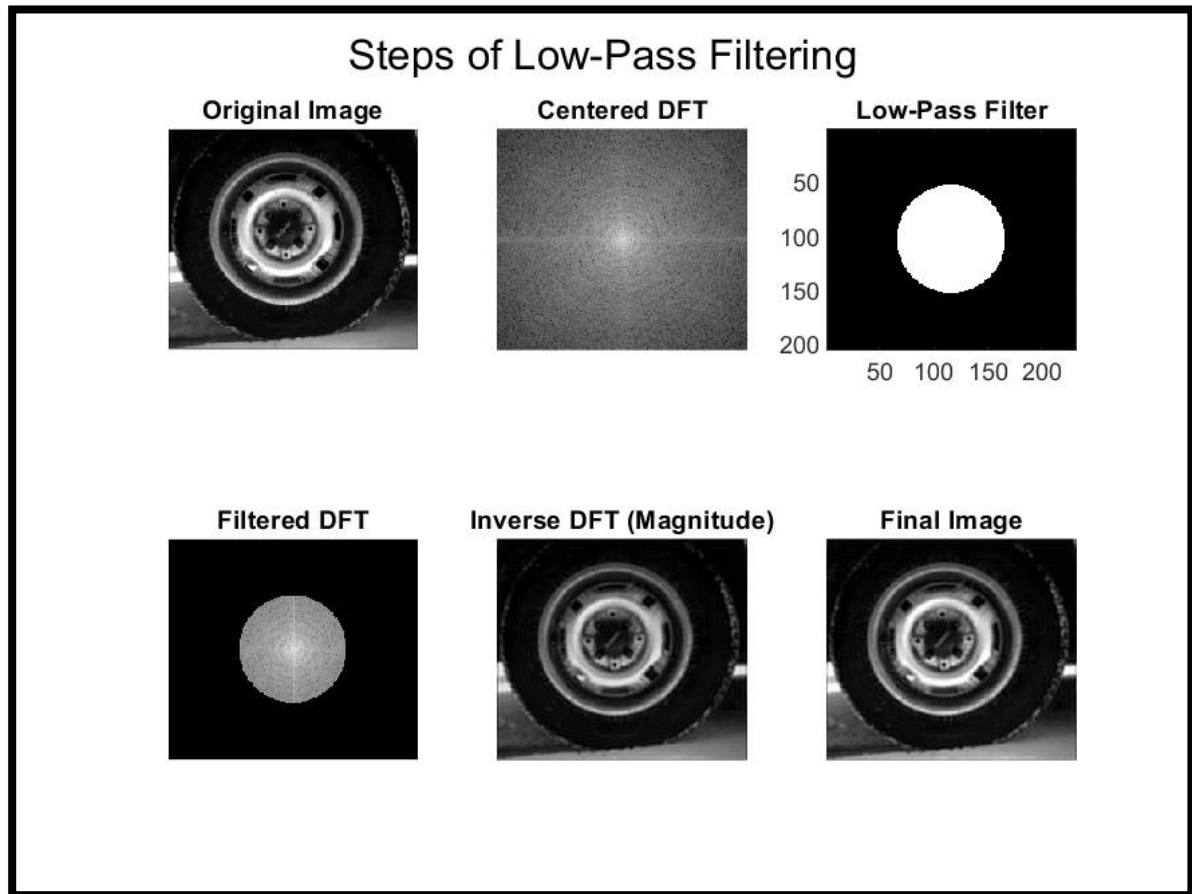 Steps of Low-Pass Filtering
Original Image
Centered DFT
Low-Pass Filter
50
100
150
200
50 100 150 200
Filtered DFT
Inverse DFT (Magnitude)
Final Image